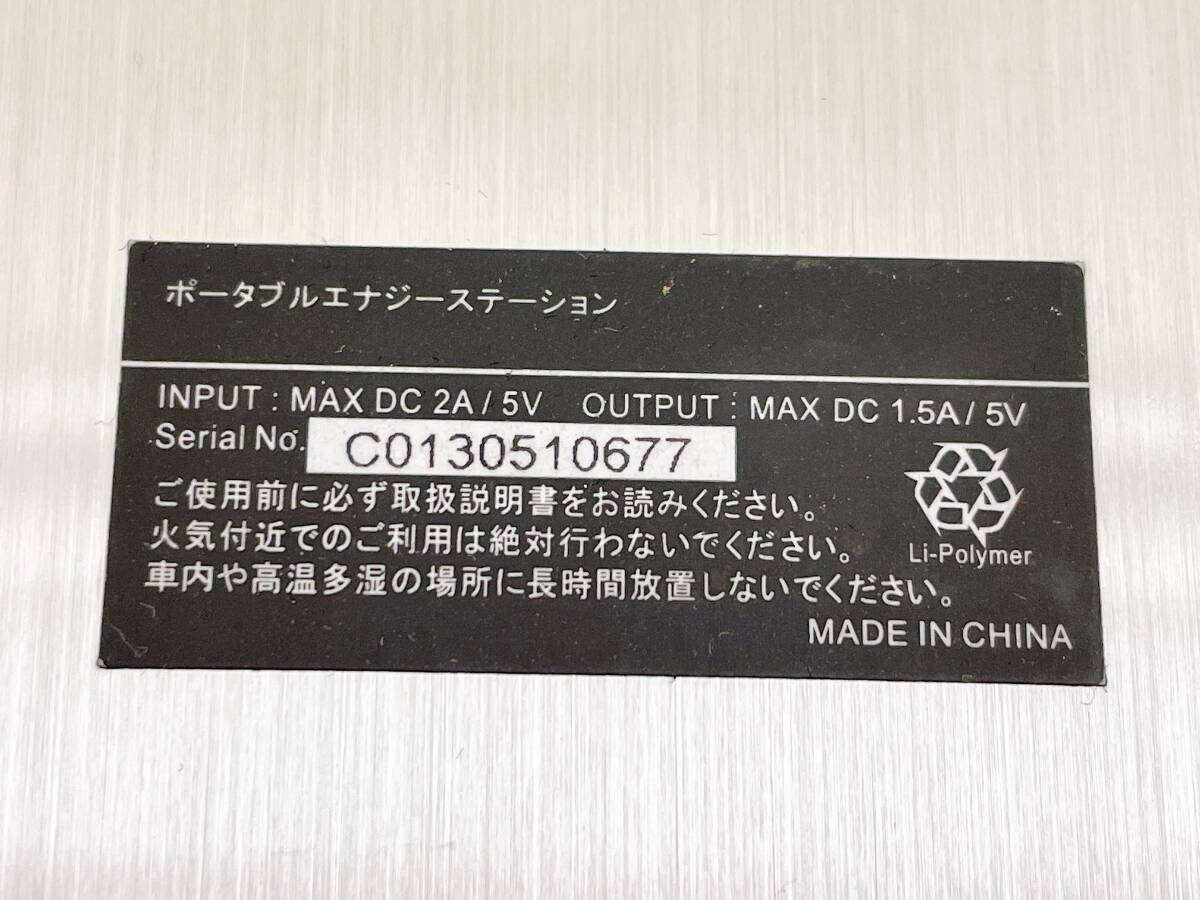 ポータブルエナジーステーション
INPUT : MAX DC 2A / 5V OUTPUT : MAX DC 1.5A / 5V
Serial No. C0130510677
ご使用前に必ず取扱説明書をお読みください。
火気付近でのご利用は絶対行わないでください。
車内や高温多湿の場所に長時間放置しないでください。
Li-Polymer
MADE IN CHINA